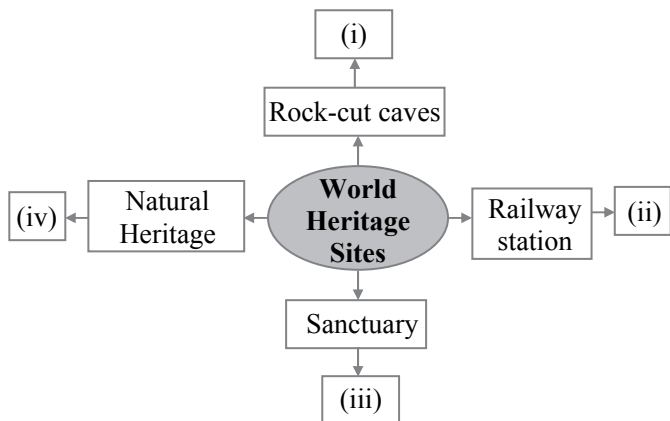 (i)
Rock-cut caves
World
Heritage
Sites
(iv)
Natural
Heritage
Railway
station
(ii)
Sanctuary
(iii)